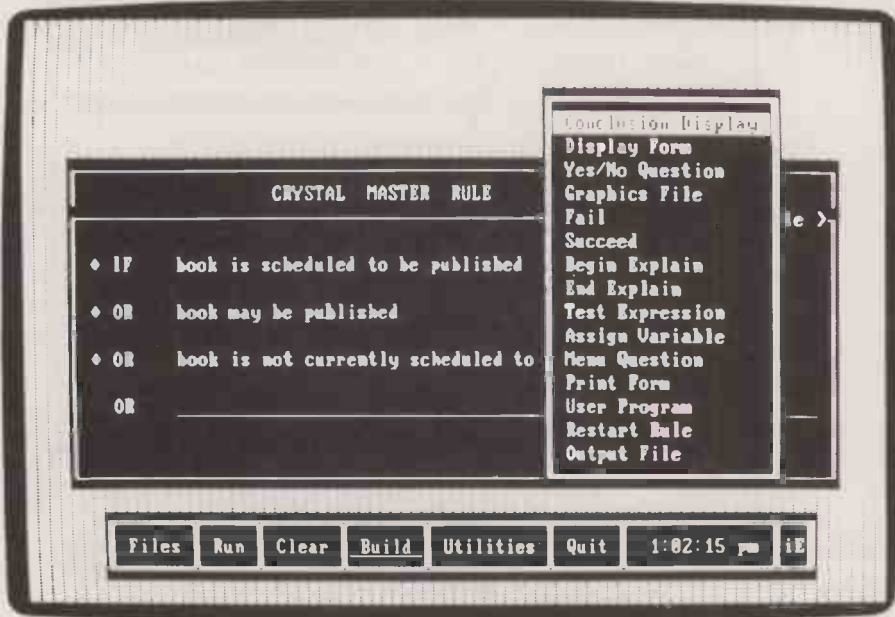 Conclusion Display
Display Form
Yes/No Question
Graphics File
Fail
Succeed
Begin Explain
End Explain
Test Expression
Assign Variable
Menu Question
Print Form
User Program
Restart Rule
Output File
CRYSTAL MASTER RULE
le >
◆ IF book is scheduled to be published
◆ OR book may be published
◆ OR book is not currently scheduled to
OR
Files Run Clear Build Utilities Quit 1:02:15 pm iE